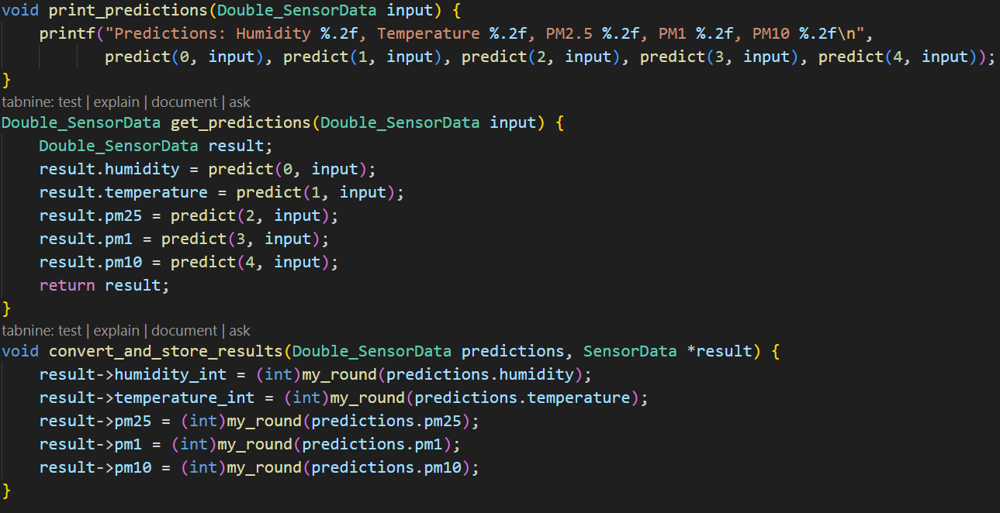 void print_predictions(Double_SensorData input) {
    printf("Predictions: Humidity %.2f, Temperature %.2f, PM2.5 %.2f, PM1 %.2f, PM10 %.2f\n",
           predict(0, input), predict(1, input), predict(2, input), predict(3, input), predict(4, input));
}
tabnine: test | explain | document | ask
Double_SensorData get_predictions(Double_SensorData input) {
    Double_SensorData result;
    result.humidity = predict(0, input);
    result.temperature = predict(1, input);
    result.pm25 = predict(2, input);
    result.pm1 = predict(3, input);
    result.pm10 = predict(4, input);
    return result;
}
tabnine: test | explain | document | ask
void convert_and_store_results(Double_SensorData predictions, SensorData *result) {
    result->humidity_int = (int)my_round(predictions.humidity);
    result->temperature_int = (int)my_round(predictions.temperature);
    result->pm25 = (int)my_round(predictions.pm25);
    result->pm1 = (int)my_round(predictions.pm1);
    result->pm10 = (int)my_round(predictions.pm10);
}